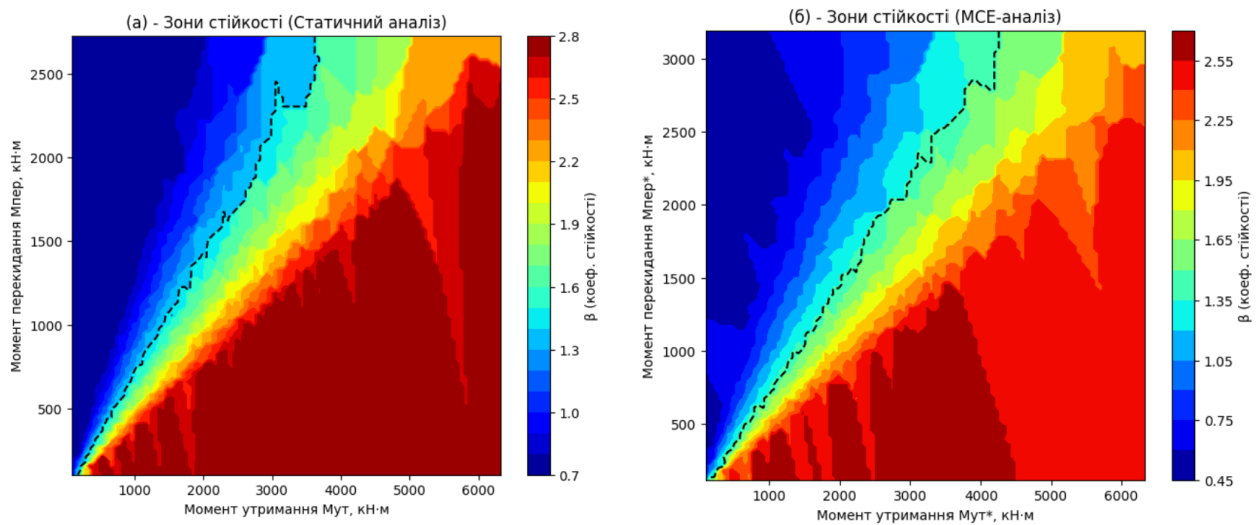 (а) - Зони стійкості (Статичний аналіз)
2500
2000
1500
1000
500
Момент перекидання Мпер, кН·м
1000 2000 3000 4000 5000 6000
Момент утримання Мут, кН·м
2.8
2.5
2.2
1.9
1.6
1.3
1.0
0.7
β (коеф. стійкості)
(б) - Зони стійкості (МСЕ-аналіз)
3000
2500
2000
1500
1000
500
Момент перекидання Мпер*, кН·м
1000 2000 3000 4000 5000 6000
Момент утримання Мут*, кН·м
2.55
2.25
1.95
1.65
1.35
1.05
0.75
0.45
β (коеф. стійкості)